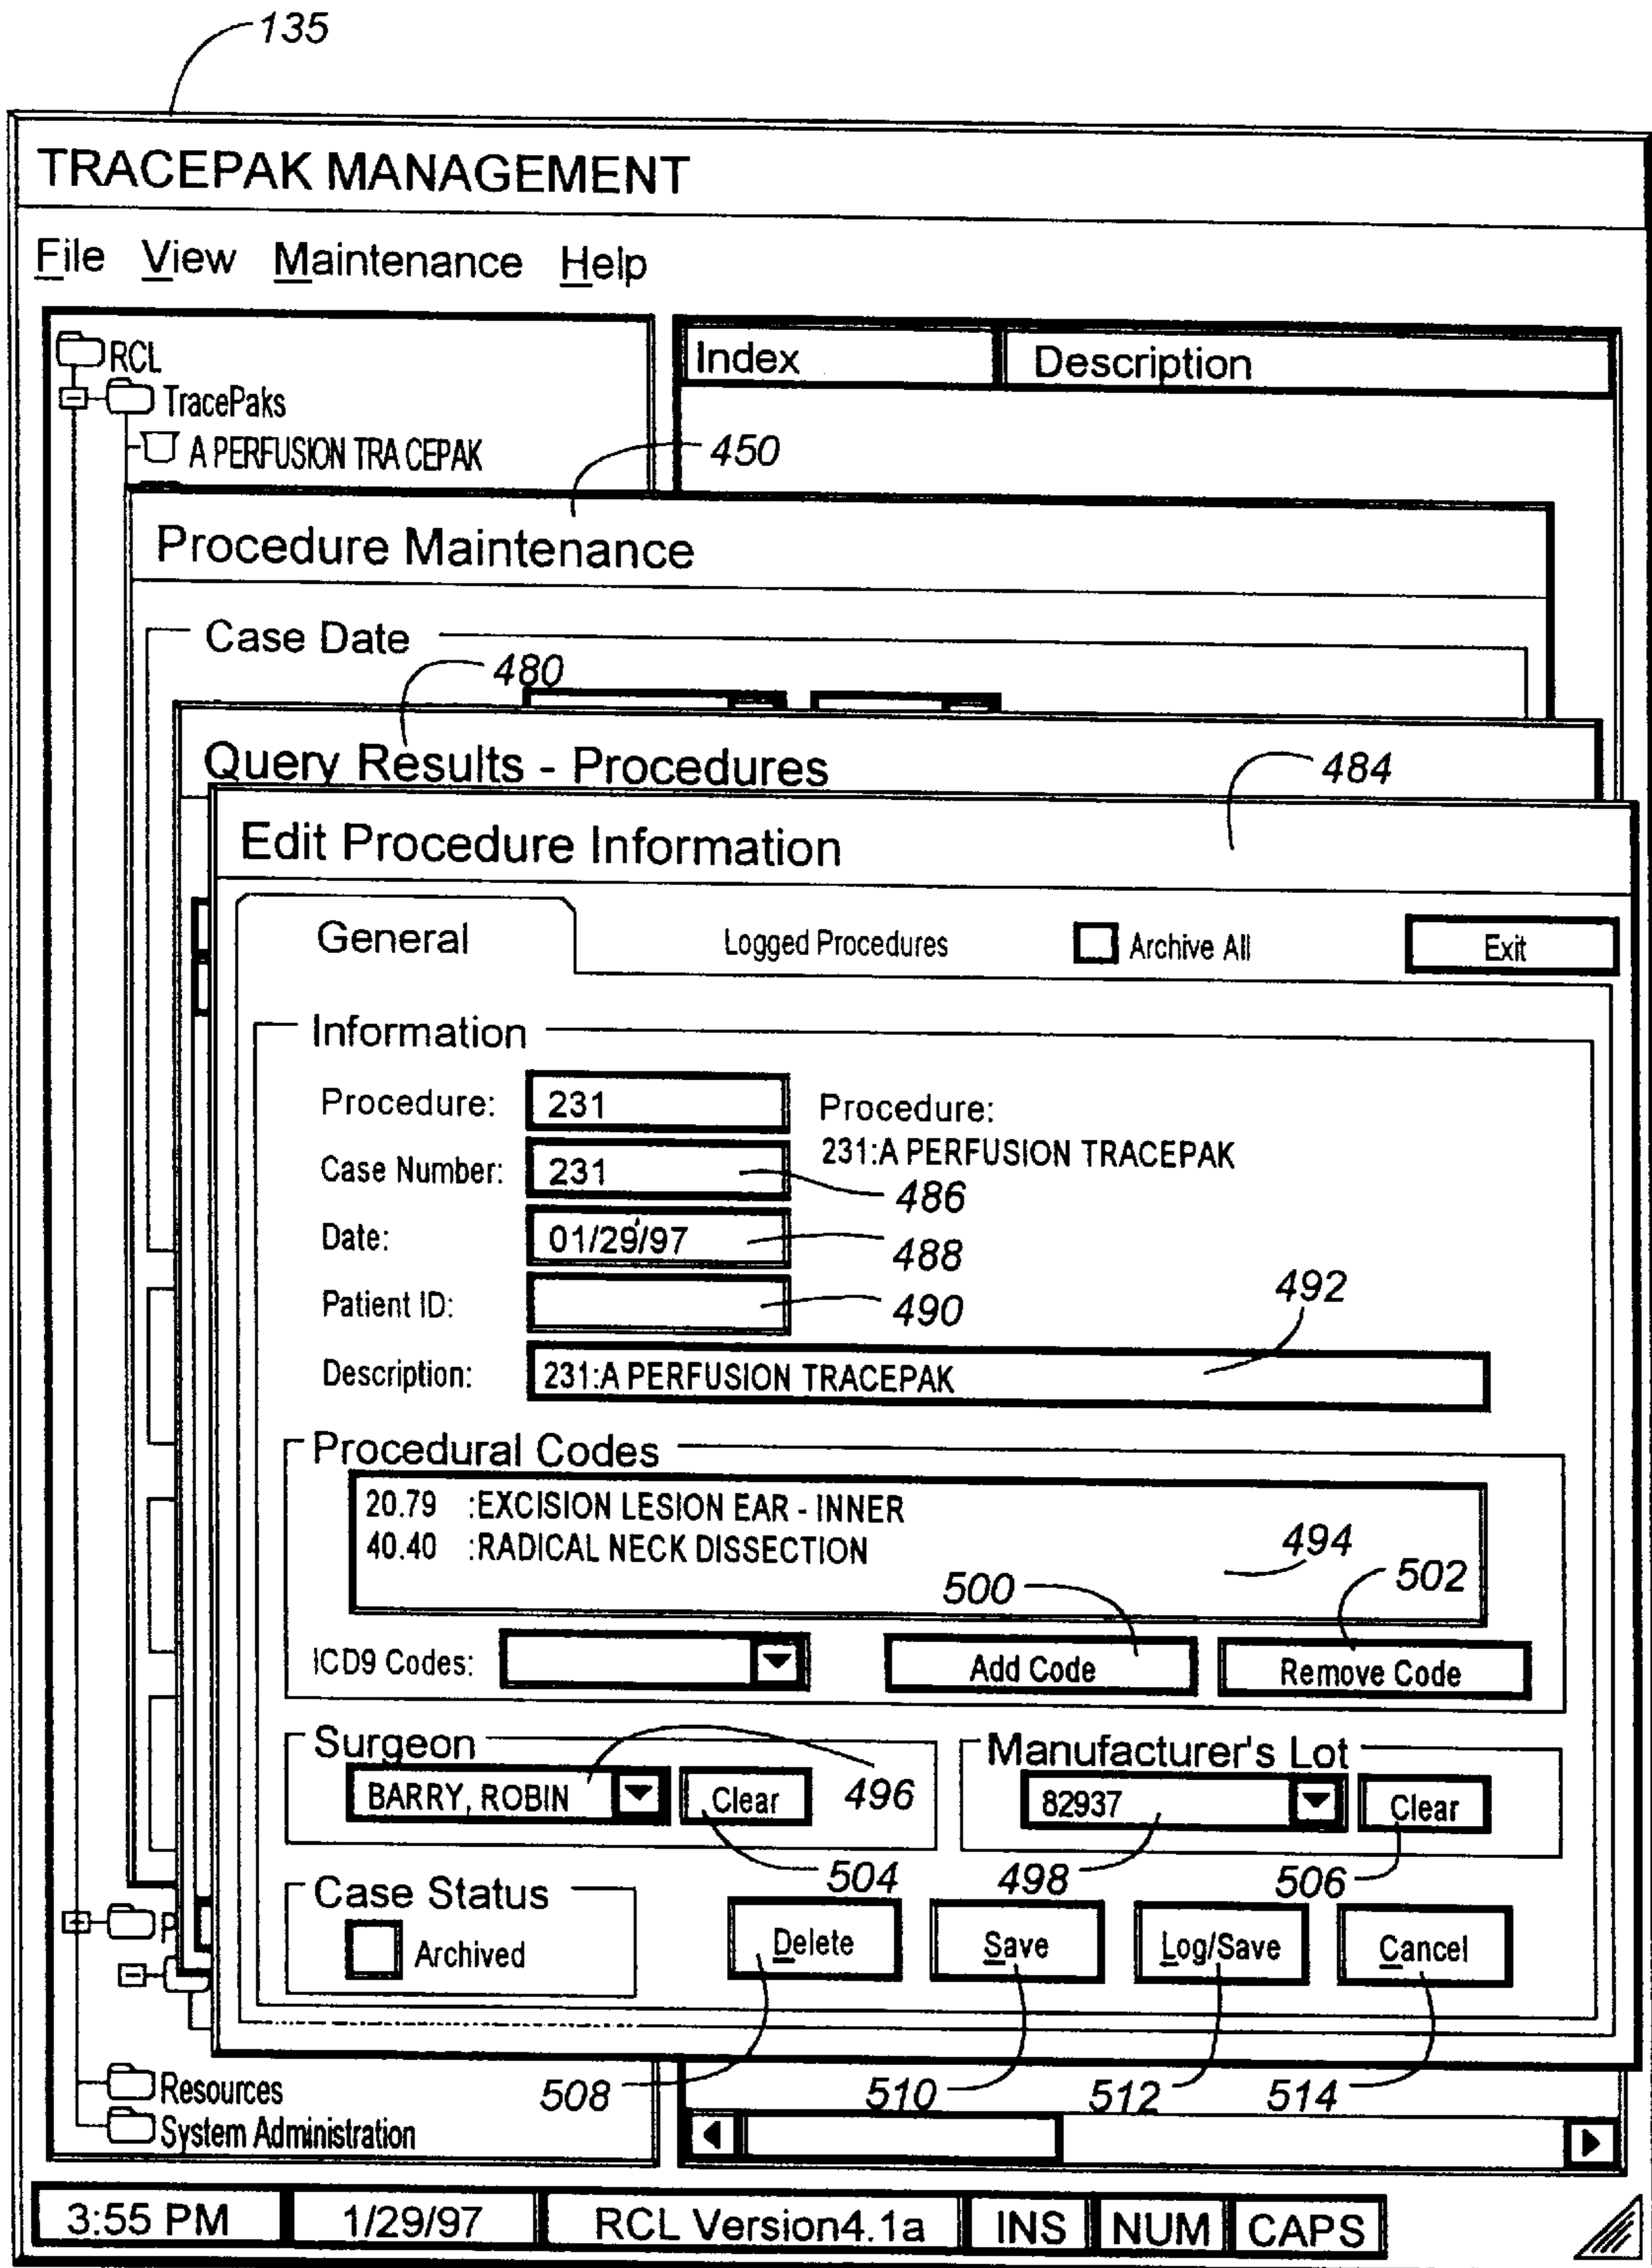 135
TRACEPAK MANAGEMENT
File View Maintenance Help
RCL
Index Description
TracePaks
A PERFUSION TRA CEPAK
450
Procedure Maintenance
Case Date
480
Query Results - Procedures
484
Edit Procedure Information
General Logged Procedures Archive All Exit
Information
Procedure: 231 Procedure:
Case Number: 231 231:A PERFUSION TRACEPAK
486
Date: 01/29/97 488
Patient ID: 490 492
Description: 231:A PERFUSION TRACEPAK
Procedural Codes
20.79 :EXCISION LESION EAR - INNER
40.40 :RADICAL NECK DISSECTION 494
500 502
ICD9 Codes: Add Code Remove Code
Surgeon Manufacturer's Lot
BARRY, ROBIN Clear 496 82937 Clear
504 498 506
Case Status
P
Archived Delete Save Log/Save Cancel
Resources 508 510 512 514
System Administration
3:55 PM 1/29/97 RCL Version4.1a INS NUM CAPS